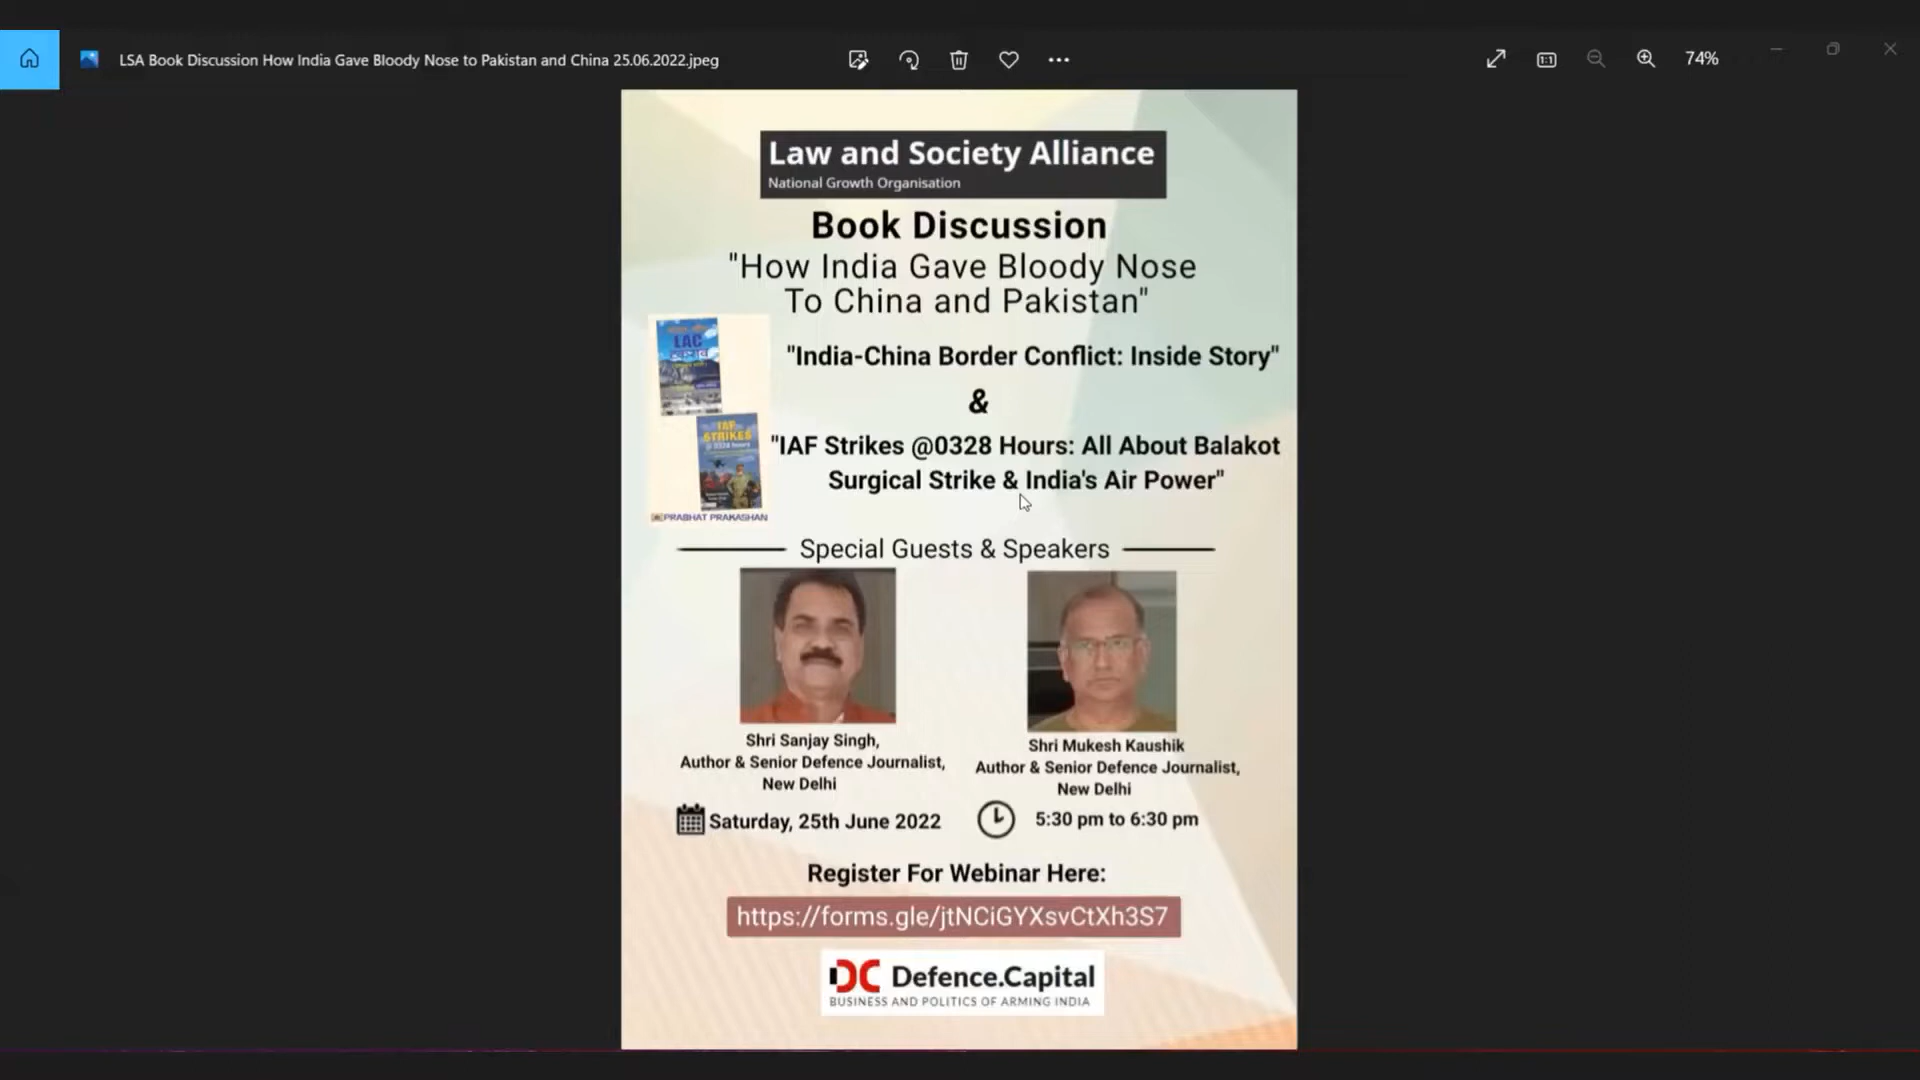 LSA Book Discussion How India Gave Bloody Nose to Pakistan and China 25.06.2022.jpeg
1:1
74%
Law and Society Alliance
National Growth Organisation
Book Discussion
"How India Gave Bloody Nose
To China and Pakistan"
LAC
"India-China Border Conflict: Inside Story"
&
IAF
STRIKES
"IAF Strikes @0328 Hours: All About Balakot
Surgical Strike & India's Air Power"
PRABHAT PRAKASHAN
Special Guests & Speakers
Shri Sanjay Singh,
Author & Senior Defence Journalist,
New Delhi
Shri Mukesh Kaushik
Author & Senior Defence Journalist,
New Delhi
Saturday, 25th June 2022
5:30 pm to 6:30 pm
Register For Webinar Here:
https://forms.gle/jtNCiGYXsvCtXh3S7
DC Defence.Capital
BUSINESS AND POLITICS OF ARMING INDIA